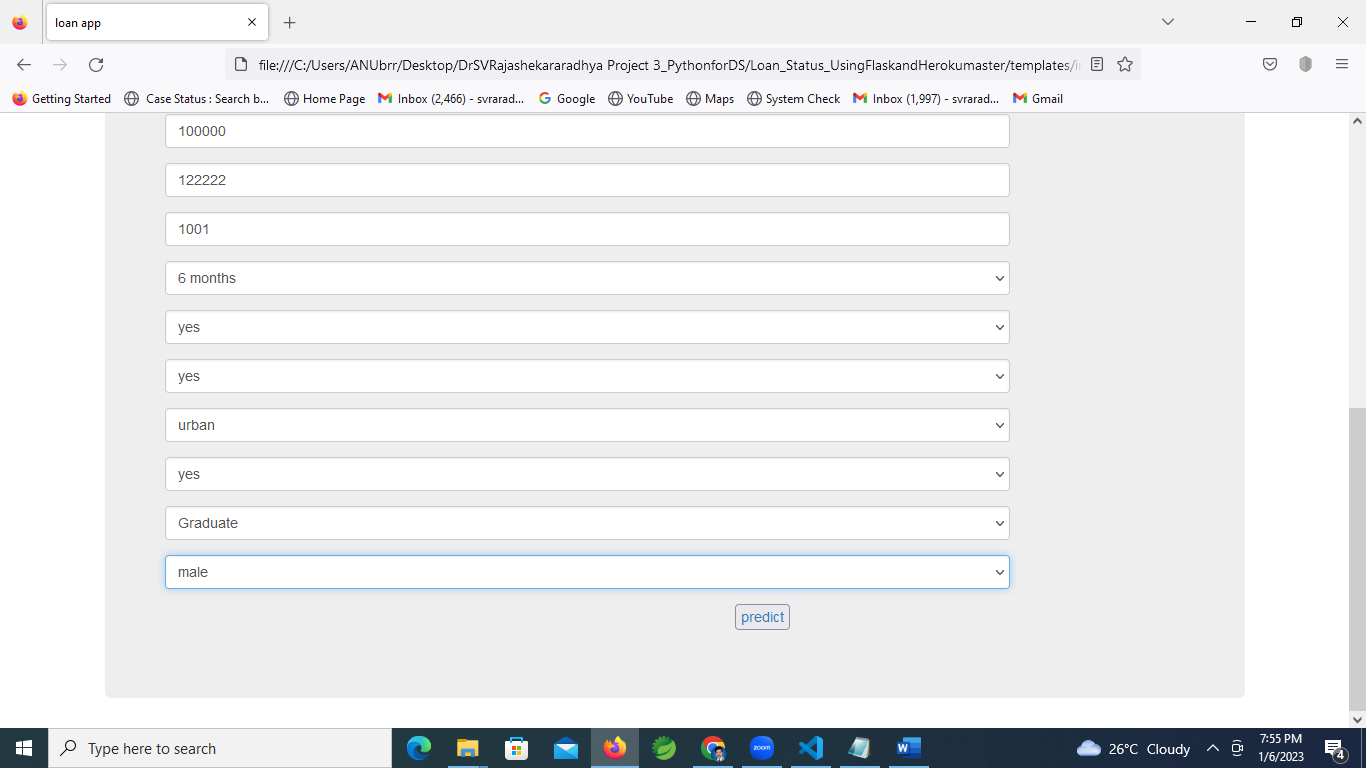 loan app
file:///C:/Users/ANUbrr/Desktop/DrSVRajashekararadhya Project 3_PythonforDS/Loan_Status_UsingFlaskandHerokumaster/templates/i
Getting Started Case Status : Search b... Home Page Inbox (2,466) - svrarad... Google YouTube Maps System Check Inbox (1,997) - svrarad... Gmail
100000
122222
1001
6 months
yes
yes
urban
yes
Graduate
male
predict
Type here to search
zoom
26°C Cloudy
7:55 PM
1/6/2023
4